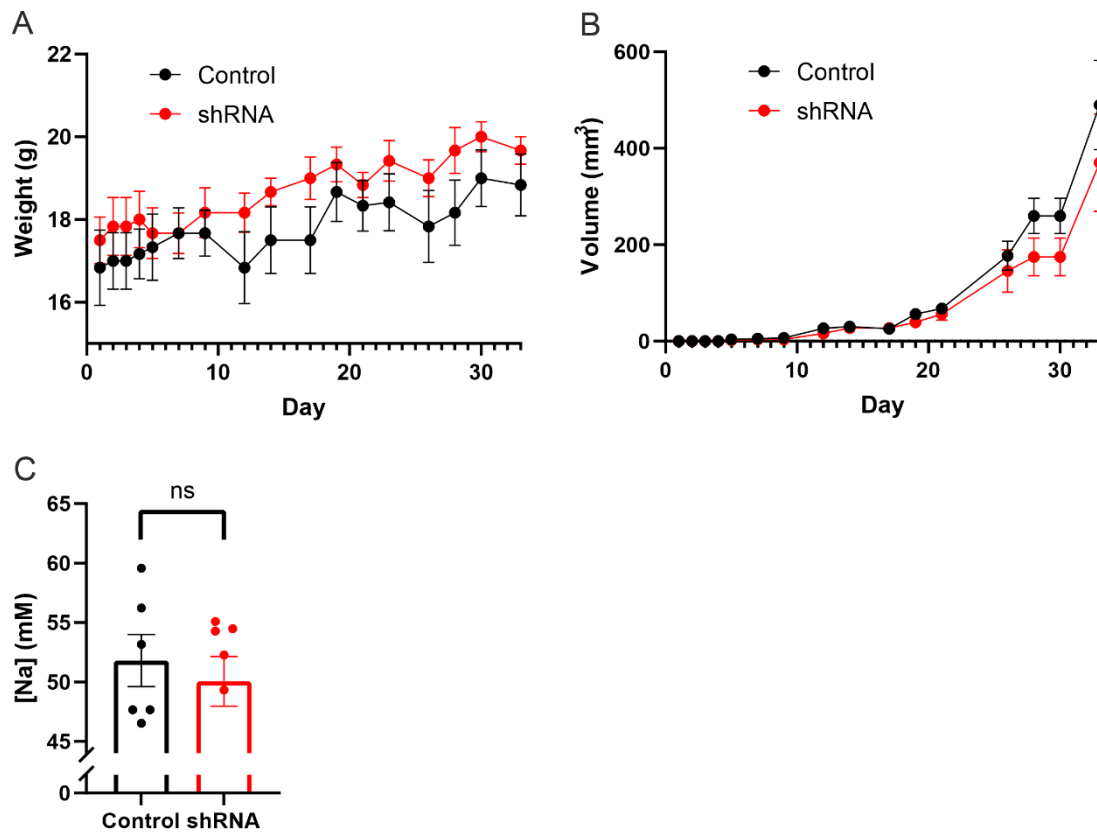 A
22
20
18
16
Weight (g)
Control
shRNA
0
10
20
30
Day
B
600
400
200
0
Volume (mm³)
Control
shRNA
0
10
20
30
Day
C
65
60
55
50
45
0
[Na] (mM)
ns
Control shRNA